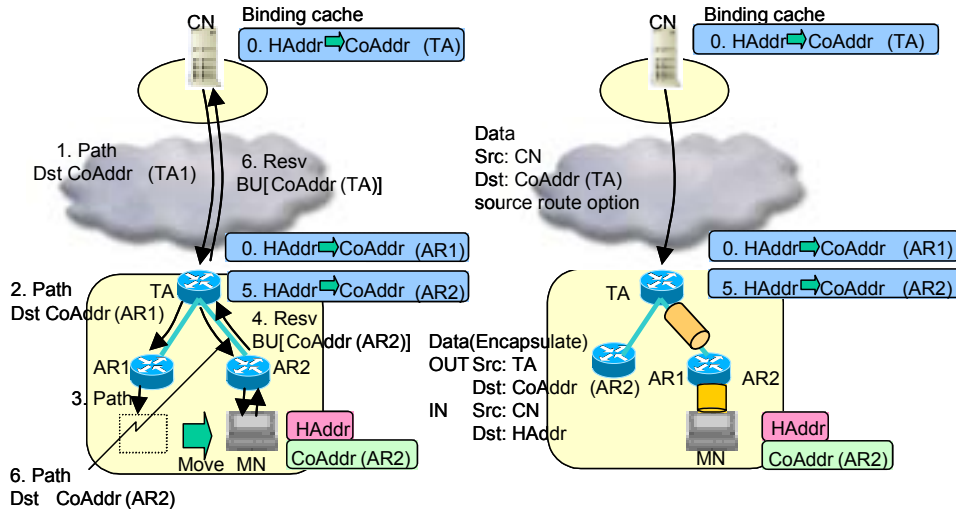 CN
Binding cache
0. HAddr CoAddr (TA)
1. Path
Dst CoAddr (TA1)
6. Resv
BU[CoAddr (TA)]
0. HAddr CoAddr (AR1)
5. HAddr CoAddr (AR2)
TA
2. Path
Dst CoAddr (AR1)
4. Resv
BU[CoAddr (AR2)]
AR1
AR2
3. Path
HAddr
CoAddr (AR2)
Move
MN
6. Path
Dst CoAddr (AR2)
CN
Binding cache
0. HAddr CoAddr (TA)
Data
Src: CN
Dst: CoAddr (TA)
source route option
0. HAddr CoAddr (AR1)
5. HAddr CoAddr (AR2)
TA
Data(Encapsulate)
OUT Src: TA
Dst: CoAddr (AR2)
IN Src: CN
Dst: HAddr
AR1
AR2
HAddr
CoAddr (AR2)
MN